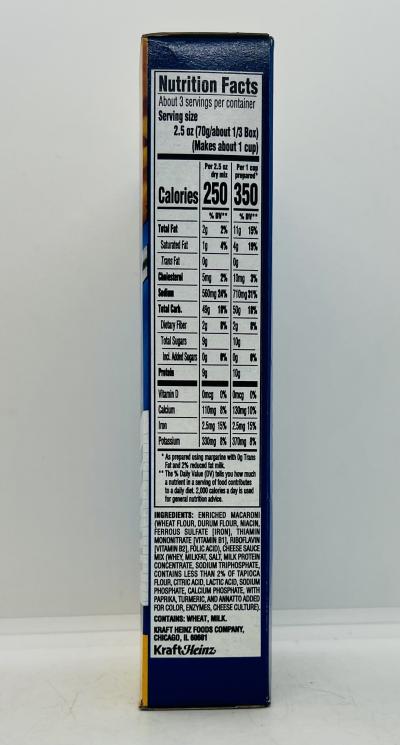 Nutrition Facts
About 3 servings per container
Serving size
2.5 oz (70g/about 1/3 Box)
(Makes about 1 cup)
Per 2.5 oz dry mix Per 1 cup prepared*
Calories 250 350
% DV** % DV**
Total Fat 2g 2% 11g 15%
Saturated Fat 1g 4% 4g 19%
Trans Fat 0g 0g
Cholesterol 5mg 2% 10mg 3%
Sodium 560mg 24% 710mg 31%
Total Carb. 49g 18% 50g 18%
Dietary Fiber 2g 8% 2g 8%
Total Sugars 9g 10g
Incl. Added Sugars 0g 0% 0g 0%
Protein 9g 10g
Vitamin D 0mcg 0% 0mcg 0%
Calcium 110mg 8% 130mg 10%
Iron 2.5mg 15% 2.5mg 15%
Potassium 330mg 8% 370mg 8%
* As prepared using margarine with 0g Trans
Fat and 2% reduced fat milk.
** The % Daily Value (DV) tells you how much
a nutrient in a serving of food contributes
to a daily diet. 2,000 calories a day is used
for general nutrition advice.
INGREDIENTS: ENRICHED MACARONI
(WHEAT FLOUR, DURUM FLOUR, NIACIN,
FERROUS SULFATE [IRON], THIAMIN
MONONITRATE [VITAMIN B1], RIBOFLAVIN
[VITAMIN B2], FOLIC ACID), CHEESE SAUCE
MIX (WHEY, MILKFAT, SALT, MILK PROTEIN
CONCENTRATE, SODIUM TRIPHOSPHATE,
CONTAINS LESS THAN 2% OF TAPIOCA
FLOUR, CITRIC ACID, LACTIC ACID, SODIUM
PHOSPHATE, CALCIUM PHOSPHATE, WITH
PAPRIKA, TURMERIC, AND ANNATTO ADDED
FOR COLOR, ENZYMES, CHEESE CULTURE).
CONTAINS: WHEAT, MILK.
KRAFT HEINZ FOODS COMPANY,
CHICAGO, IL 60601
KraftHeinz